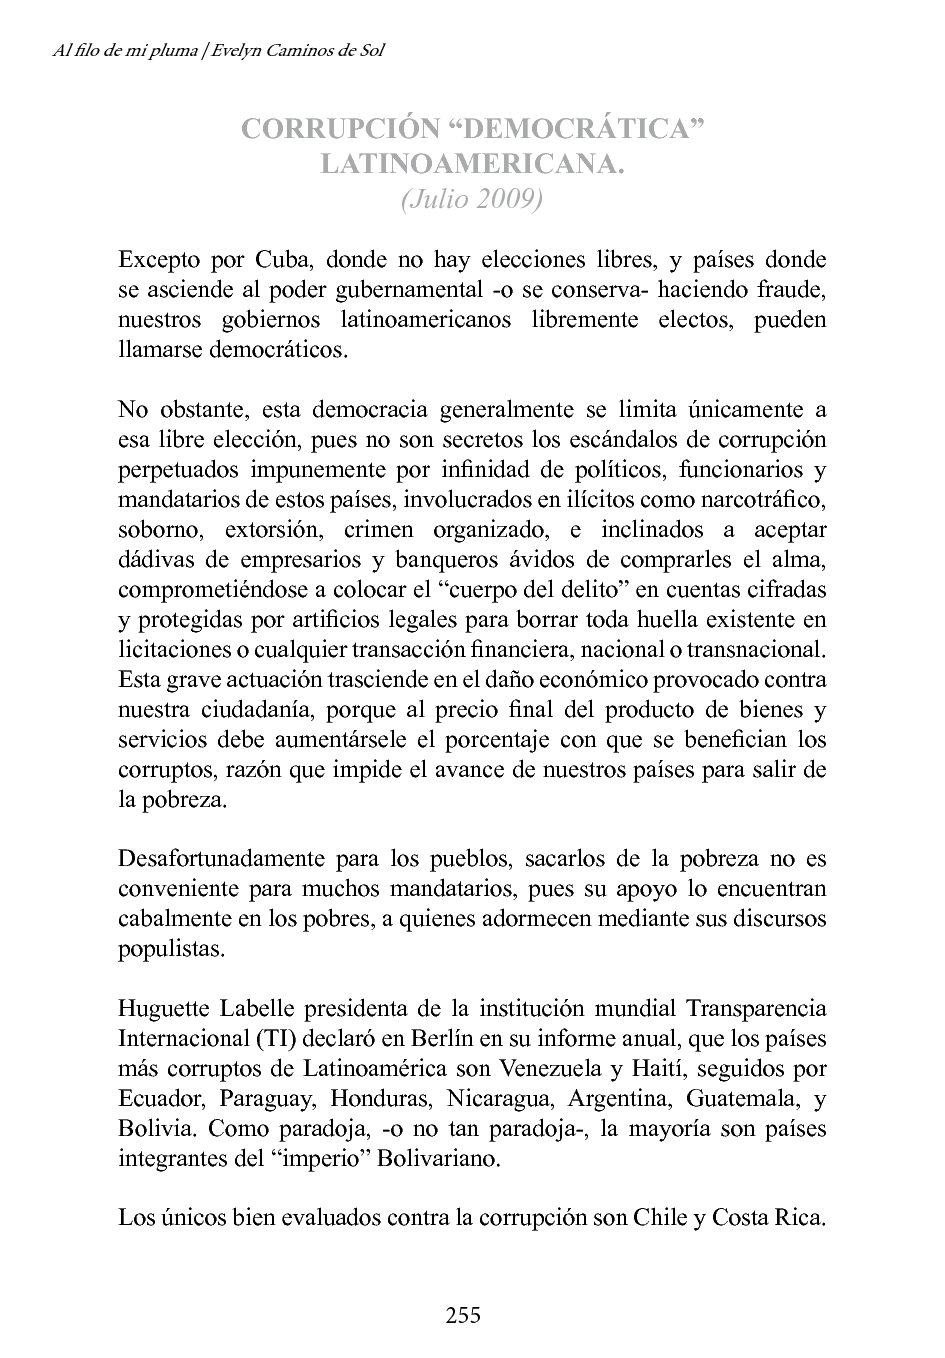 Al filo de mi pluma / Evelyn Caminos de Sol
CORRUPCIÓN “DEMOCRÁTICA”
LATINOAMERICANA.
(Julio 2009)
Excepto por Cuba, donde no hay elecciones libres, y países donde
se asciende al poder gubernamental -o se conserva- haciendo fraude,
nuestros gobiernos latinoamericanos libremente electos, pueden
llamarse democráticos.
No obstante, esta democracia generalmente se limita únicamente a
esa libre elección, pues no son secretos los escándalos de corrupción
perpetuados impunemente por infinidad de políticos, funcionarios y
mandatarios de estos países, involucrados en ilícitos como narcotráfico,
soborno, extorsión, crimen organizado, e inclinados a aceptar
dádivas de empresarios y banqueros ávidos de comprarles el alma,
comprometiéndose a colocar el “cuerpo del delito” en cuentas cifradas
y protegidas por artificios legales para borrar toda huella existente en
licitaciones o cualquier transacción financiera, nacional o transnacional.
Esta grave actuación trasciende en el daño económico provocado contra
nuestra ciudadanía, porque al precio final del producto de bienes y
servicios debe aumentársele el porcentaje con que se benefician los
corruptos, razón que impide el avance de nuestros países para salir de
la pobreza.
Desafortunadamente para los pueblos, sacarlos de la pobreza no es
conveniente para muchos mandatarios, pues su apoyo lo encuentran
cabalmente en los pobres, a quienes adormecen mediante sus discursos
populistas.
Huguette Labelle presidenta de la institución mundial Transparencia
Internacional (TI) declaró en Berlín en su informe anual, que los países
más corruptos de Latinoamérica son Venezuela y Haití, seguidos por
Ecuador, Paraguay, Honduras, Nicaragua, Argentina, Guatemala, y
Bolivia. Como paradoja, -o no tan paradoja-, la mayoría son países
integrantes del “imperio” Bolivariano.
Los únicos bien evaluados contra la corrupción son Chile y Costa Rica.
255